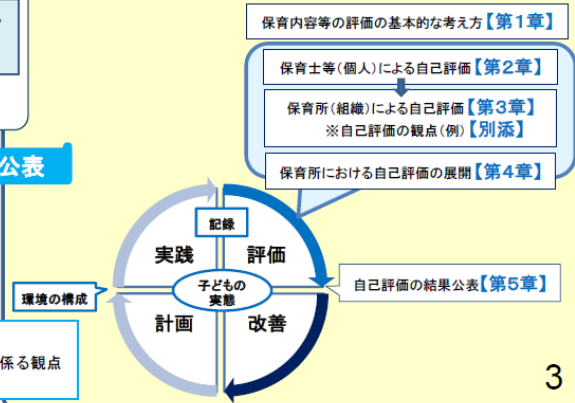 保育内容等の評価の基本的な考え方【第1章】
保育士等(個人)による自己評価【第2章】
保育所(組織)による自己評価【第3章】
※自己評価の観点(例)【別添】
公表
保育所における自己評価の展開【第4章】
記録
実践
評価
子どもの
実態
自己評価の結果公表【第5章】
環境の構成
計画
改善
係る観点
3